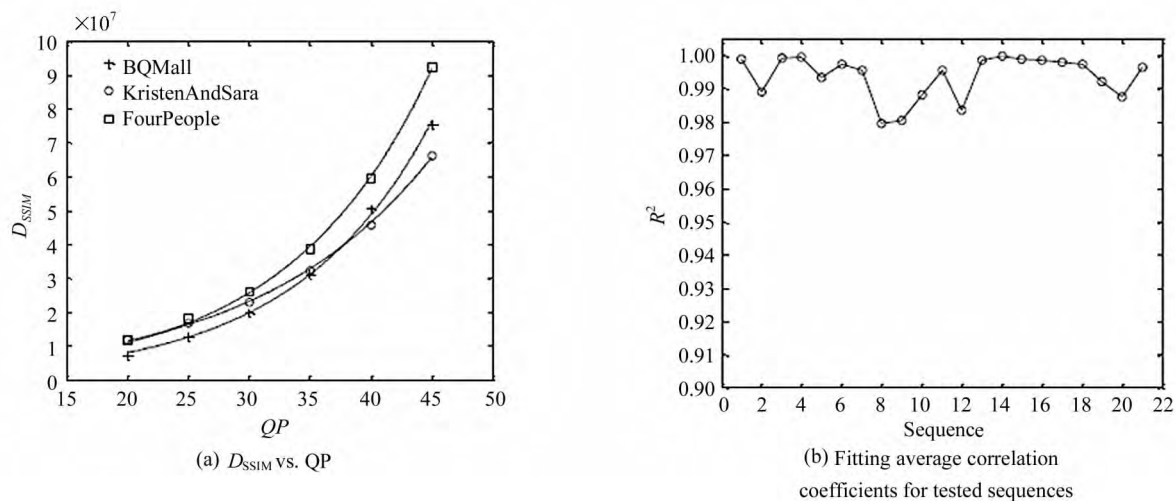 ×10⁷
10
9
8
7
6
5
4
3
2
1
0
D_SSIM
BQMall
KristenAndSara
FourPeople
15 20 25 30 35 40 45 50
QP
(a) D_SSIM vs. QP
1.00
0.99
0.98
0.97
0.96
0.95
0.94
0.93
0.92
0.91
0.90
R²
0 2 4 6 8 10 12 14 16 18 20 22
Sequence
(b) Fitting average correlation
coefficients for tested sequences